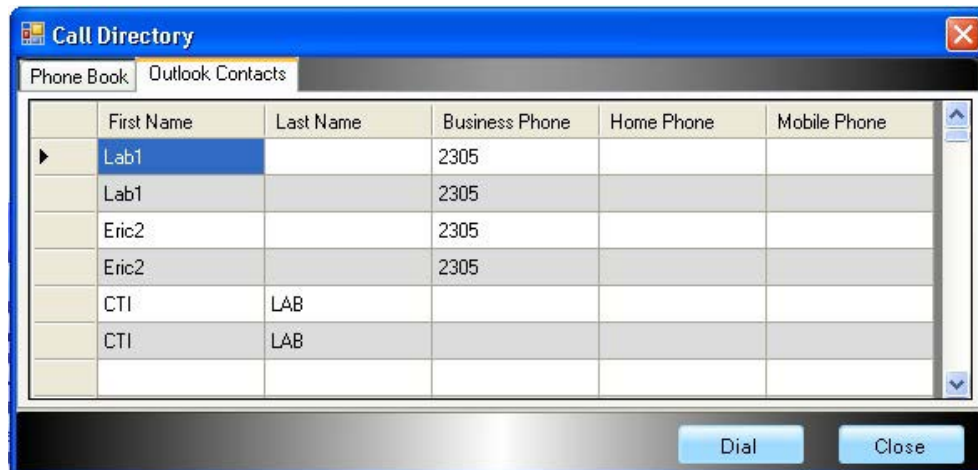 Call Directory
Phone Book Outlook Contacts
First Name Last Name Business Phone Home Phone Mobile Phone
Lab1 2305
Lab1 2305
Eric2 2305
Eric2 2305
CTI LAB
CTI LAB
Dial Close